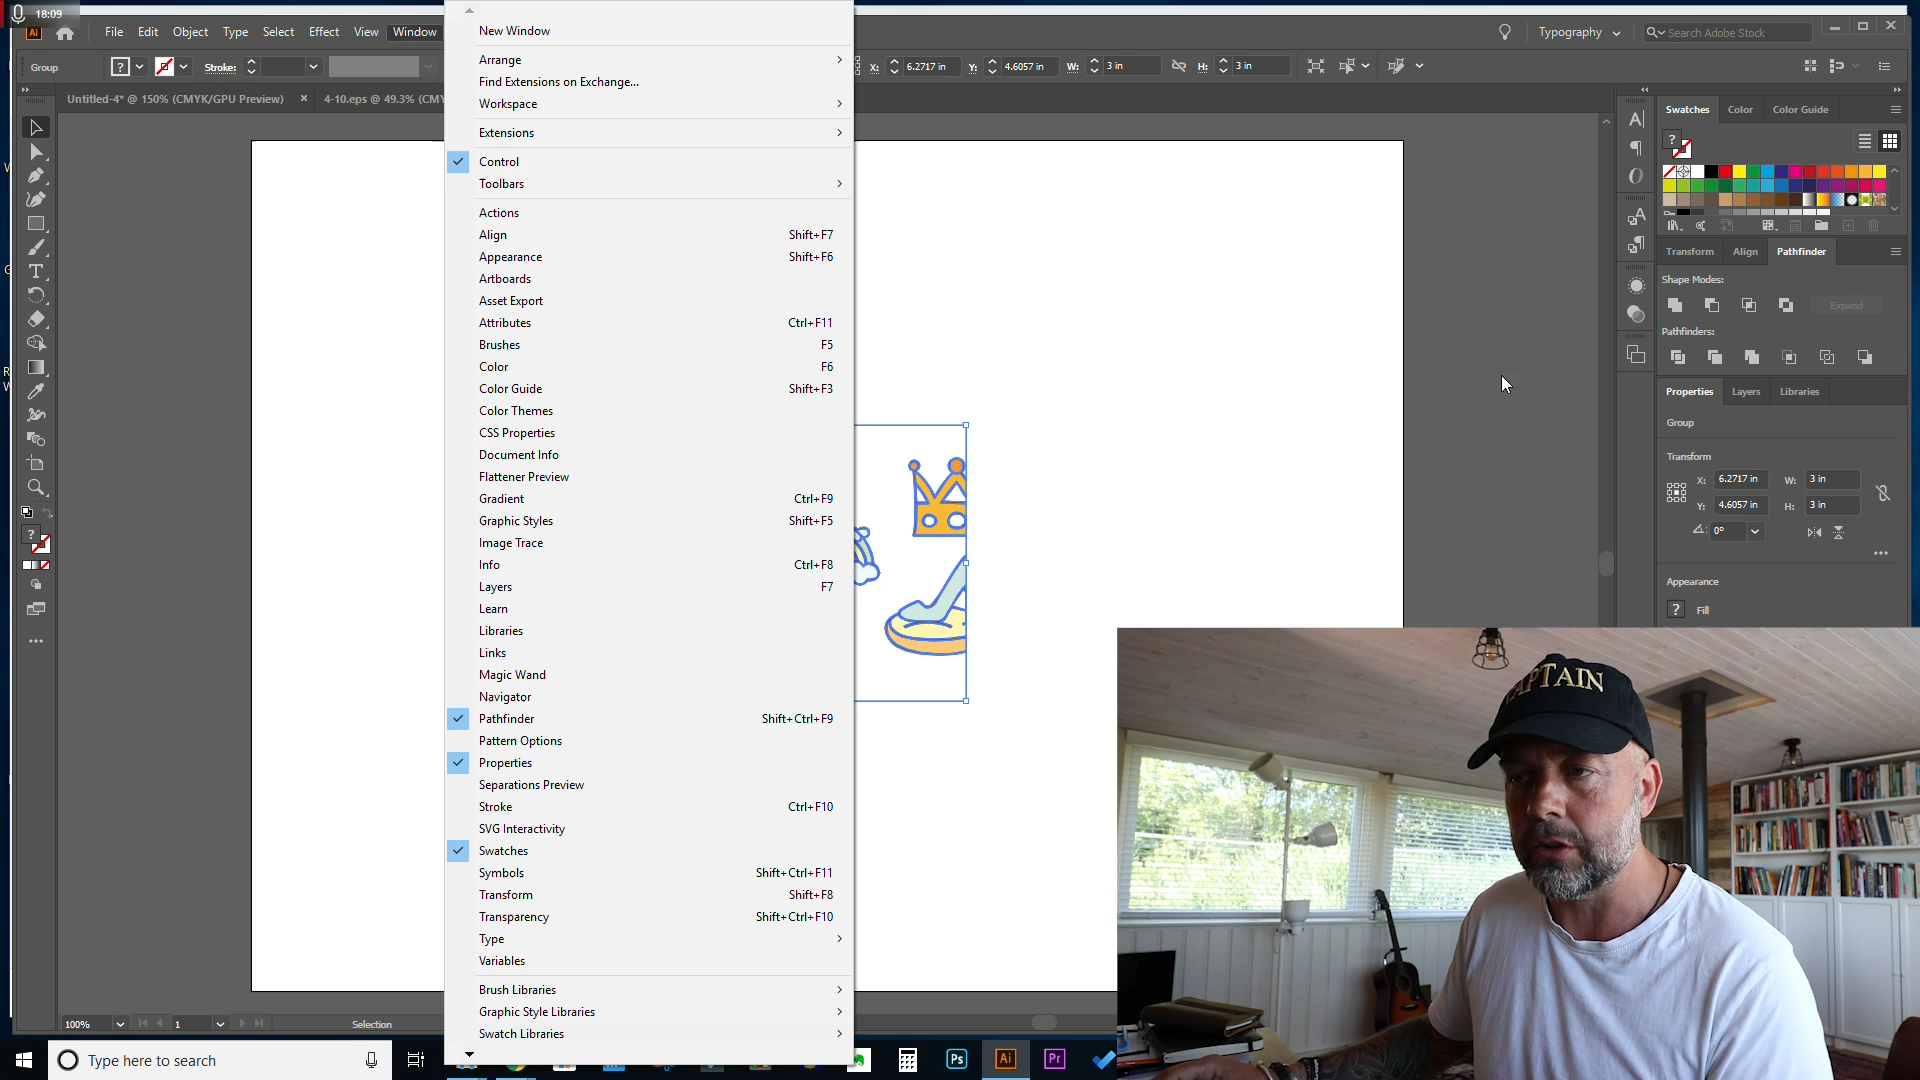 18:09
Ai
File Edit Object Type Select Effect View Window
Typography
Search Adobe Stock
Group
Stroke:
X: 6.2717 in Y: 4.6057 in W: 3 in H: 3 in
Untitled-4* @ 150% (CMYK/GPU Preview) ×
4-10.eps @ 49.3% (CMY
New Window
Arrange
Find Extensions on Exchange...
Workspace
Extensions
Control
Toolbars
Actions
Align Shift+F7
Appearance Shift+F6
Artboards
Asset Export
Attributes Ctrl+F11
Brushes F5
Color F6
Color Guide Shift+F3
Color Themes
CSS Properties
Document Info
Flattener Preview
Gradient Ctrl+F9
Graphic Styles Shift+F5
Image Trace
Info Ctrl+F8
Layers F7
Learn
Libraries
Links
Magic Wand
Navigator
Pathfinder Shift+Ctrl+F9
Pattern Options
Properties
Separations Preview
Stroke Ctrl+F10
SVG Interactivity
Swatches
Symbols Shift+Ctrl+F11
Transform Shift+F8
Transparency Shift+Ctrl+F10
Type
Variables
Brush Libraries
Graphic Style Libraries
Swatch Libraries
Swatches Color Color Guide
Transform Align Pathfinder
Shape Modes:
Expand
Pathfinders:
Properties Layers Libraries
Group
Transform
X: 6.2717 in W: 3 in
Y: 4.6057 in H: 3 in
0°
Appearance
? Fill
CAPTAIN
100%
1
Selection
Type here to search
Ps Ai Pr